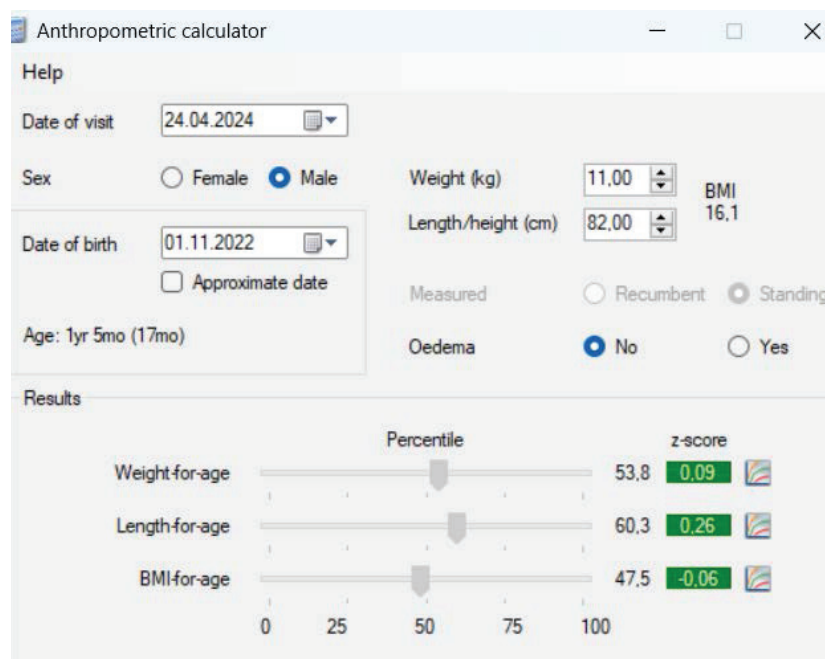 Anthropometric calculator
Help
Date of visit 24.04.2024
Sex Female Male Weight (kg) 11,00 BMI
Length/height (cm) 82,00 16,1
Date of birth 01.11.2022
Approximate date Measured Recumbent Standing
Age: 1yr 5mo (17mo) Oedema No Yes
Results
Percentile z-score
Weight-for-age 53,8 0,09
Length-for-age 60,3 0,26
BMI-for-age 47,5 -0,06
0 25 50 75 100